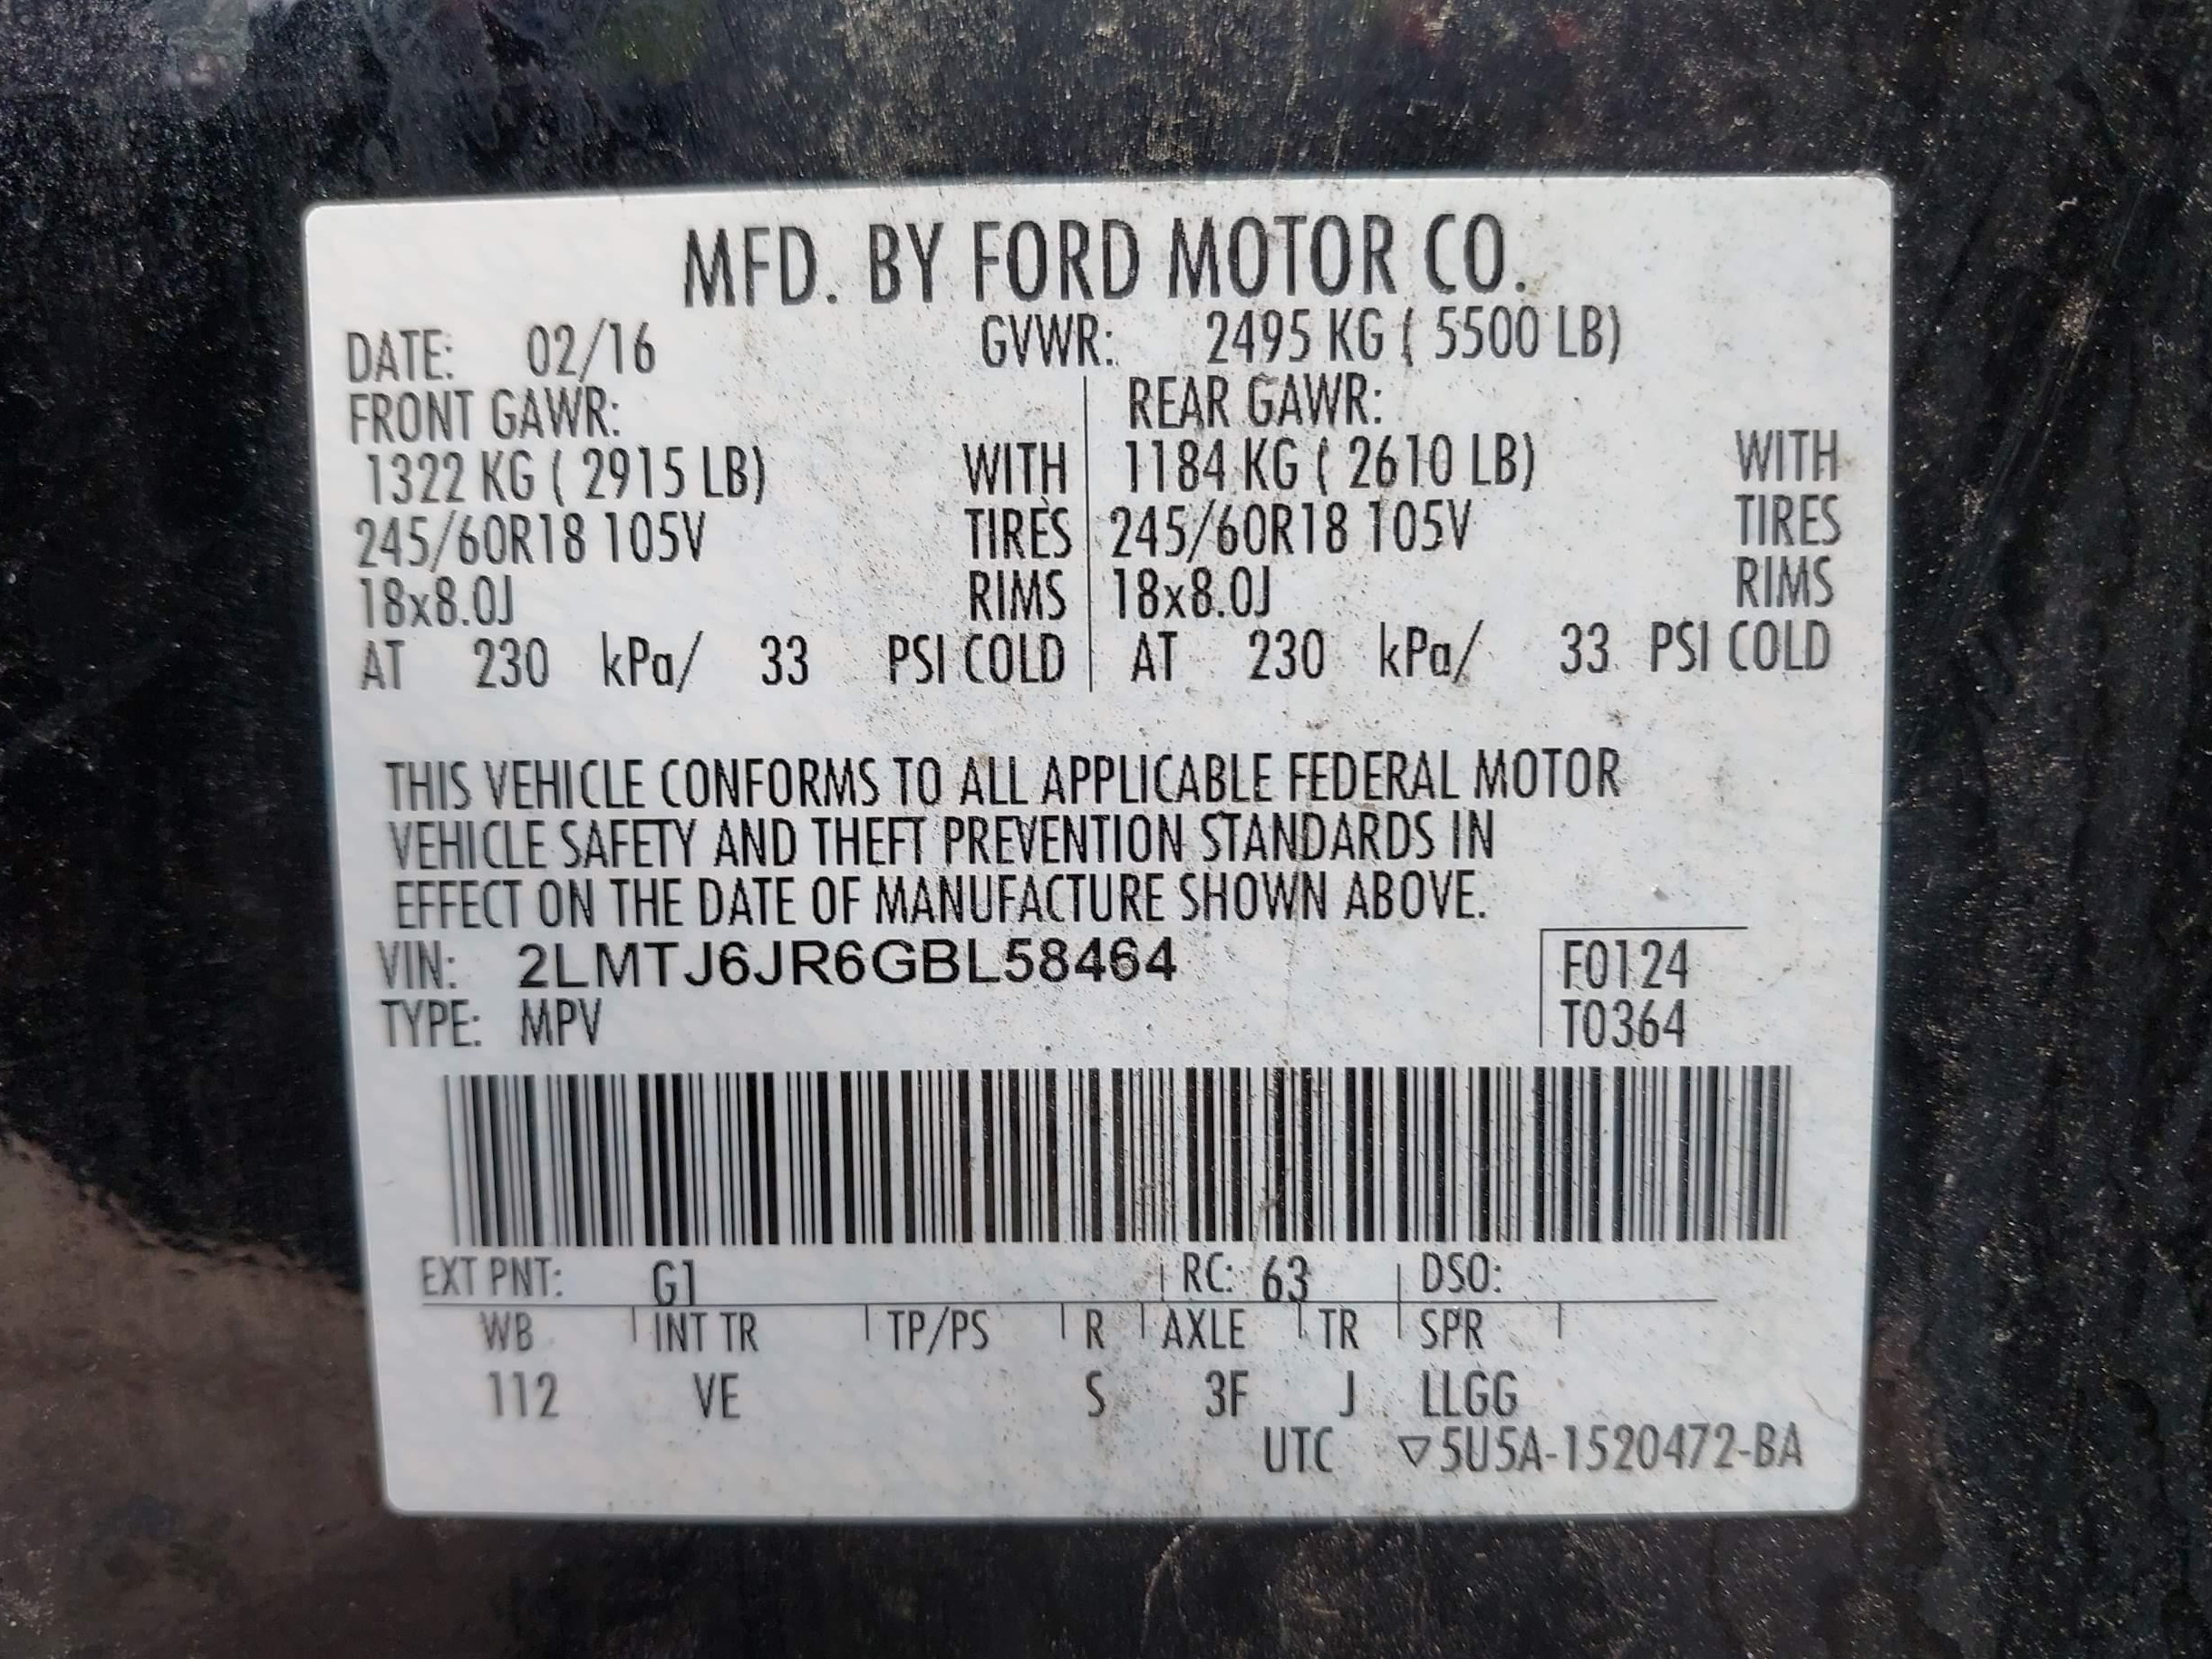 MFD. BY FORD MOTOR CO.
DATE: 02/16 GVWR: 2495 KG ( 5500 LB)
FRONT GAWR: REAR GAWR:
1322 KG ( 2915 LB) WITH 1184 KG ( 2610 LB) WITH
245/60R18 105V TIRES 245/60R18 105V TIRES
18x8.0J RIMS 18x8.0J RIMS
AT 230 kPa/ 33 PSI COLD AT 230 kPa/ 33 PSI COLD
THIS VEHICLE CONFORMS TO ALL APPLICABLE FEDERAL MOTOR
VEHICLE SAFETY AND THEFT PREVENTION STANDARDS IN
EFFECT ON THE DATE OF MANUFACTURE SHOWN ABOVE.
VIN: 2LMTJ6JR6GBL58464 F0124
TYPE: MPV T0364
EXT PNT: G1 RC: 63 DSO:
WB INT TR TP/PS R AXLE TR SPR
112 VE S 3F J LLGG
UTC ▽5U5A-1520472-BA